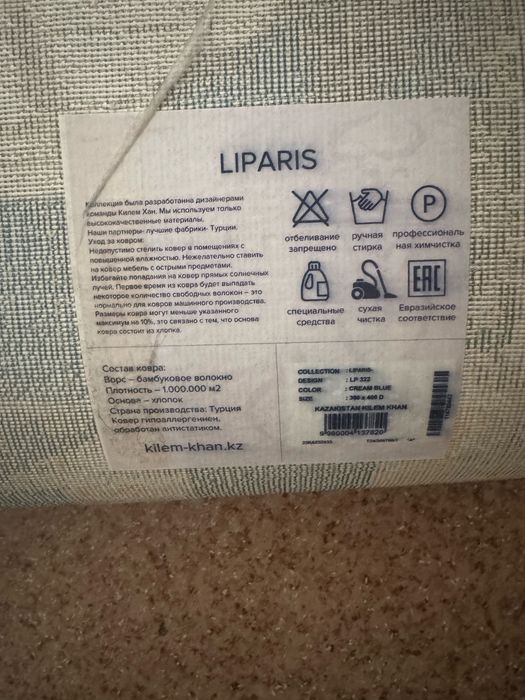 LIPARIS
Коллекция была разработанна дизайнерами
команды Килем Хан. Мы используем только
высококачественные материалы.
Наши партнеры- лучшие фабрики- Турции.
Уход за ковром:
Недопустимо стелить ковер в помещениях с
повышенной влажностью. Нежелательно ставить
на ковер мебель с острыми предметами.
Избегайте попадания на ковер прямых солнечных
лучей. Первое время из ковра будет выпадать
некоторое количество свободных волокон – это
нормально для ковров машинного производства.
Размеры ковра могут меньше указанного
максимум на 10%, это связано с тем, что основа
ковра состоит из хлопка.
отбеливание
запрещено
ручная
стирка
P
профессиональ
ная химчистка
специальные
средства
сухая
чистка
EAC
Евразийское
соответствие
Состав ковра:
Ворс – бамбуковое волокно
Плотность – 1.000.000 м2
Основа – хлопок
Страна производства: Турция
Ковер гипоаллергенен,
обработан антистатиком.
kilem-khan.kz
COLLECTION : LIPARIS
DESIGN : LP 322
COLOR : CREAM BLUE
SIZE : 300 x 400 D
KAZAKISTAN KILEM KHAN